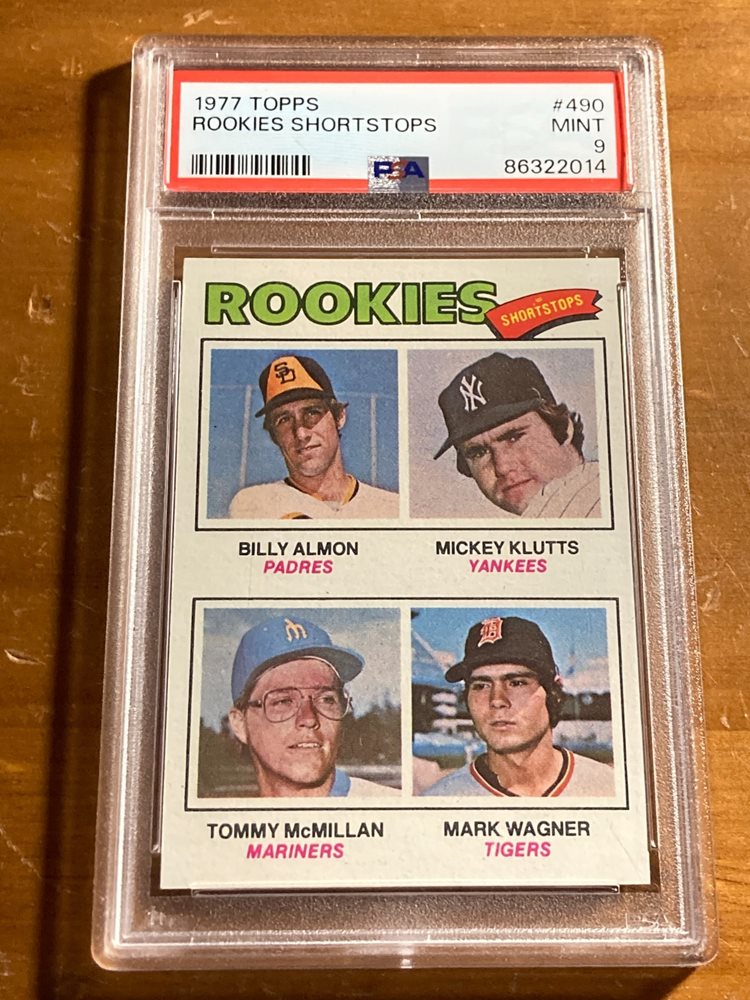 1977 TOPPS #490
ROOKIES SHORTSTOPS MINT
9
PSA 86322014
ROOKIES SHORTSTOPS
SD NY
BILLY ALMON MICKEY KLUTTS
PADRES YANKEES
M D
TOMMY McMILLAN MARK WAGNER
MARINERS TIGERS